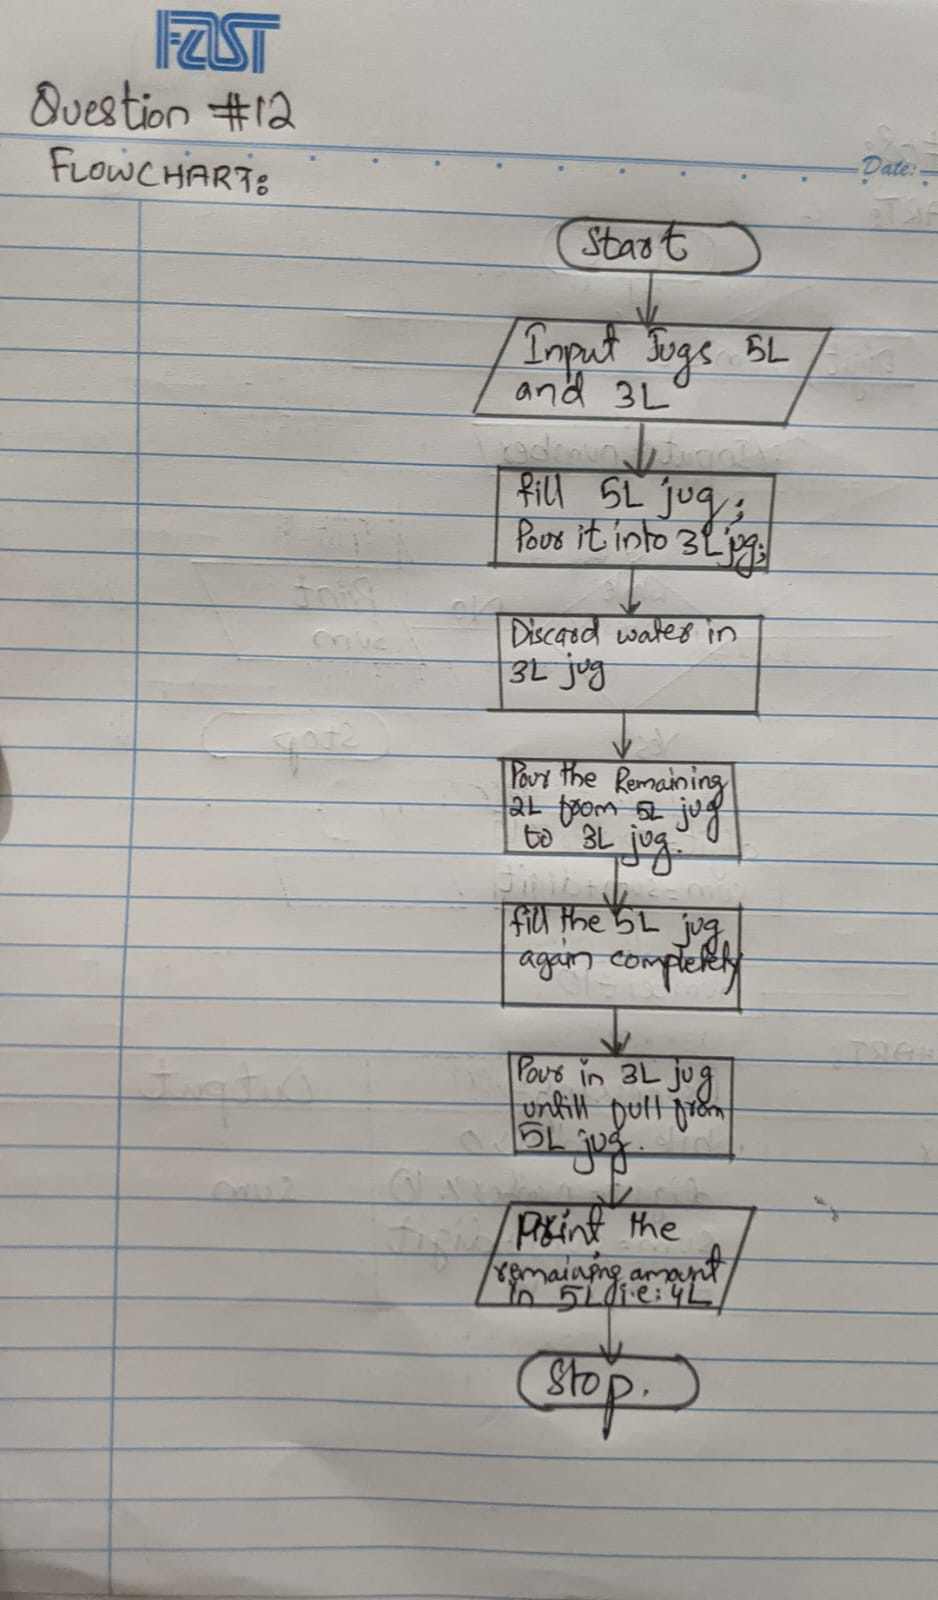 FAST
Question #12
FLOWCHART:
Date:
Start
Input Jugs 5L
and 3L
fill 5L jug;
Pour it into 3L jug;
Discard water in
3L jug
Pour the Remaining
2L from 5L jug
to 3L jug.
fill the 5L jug
again completely
Pour in 3L jug
untill full from
5L jug.
Print the
remaining amount
in 5L i.e: 4L
Stop.